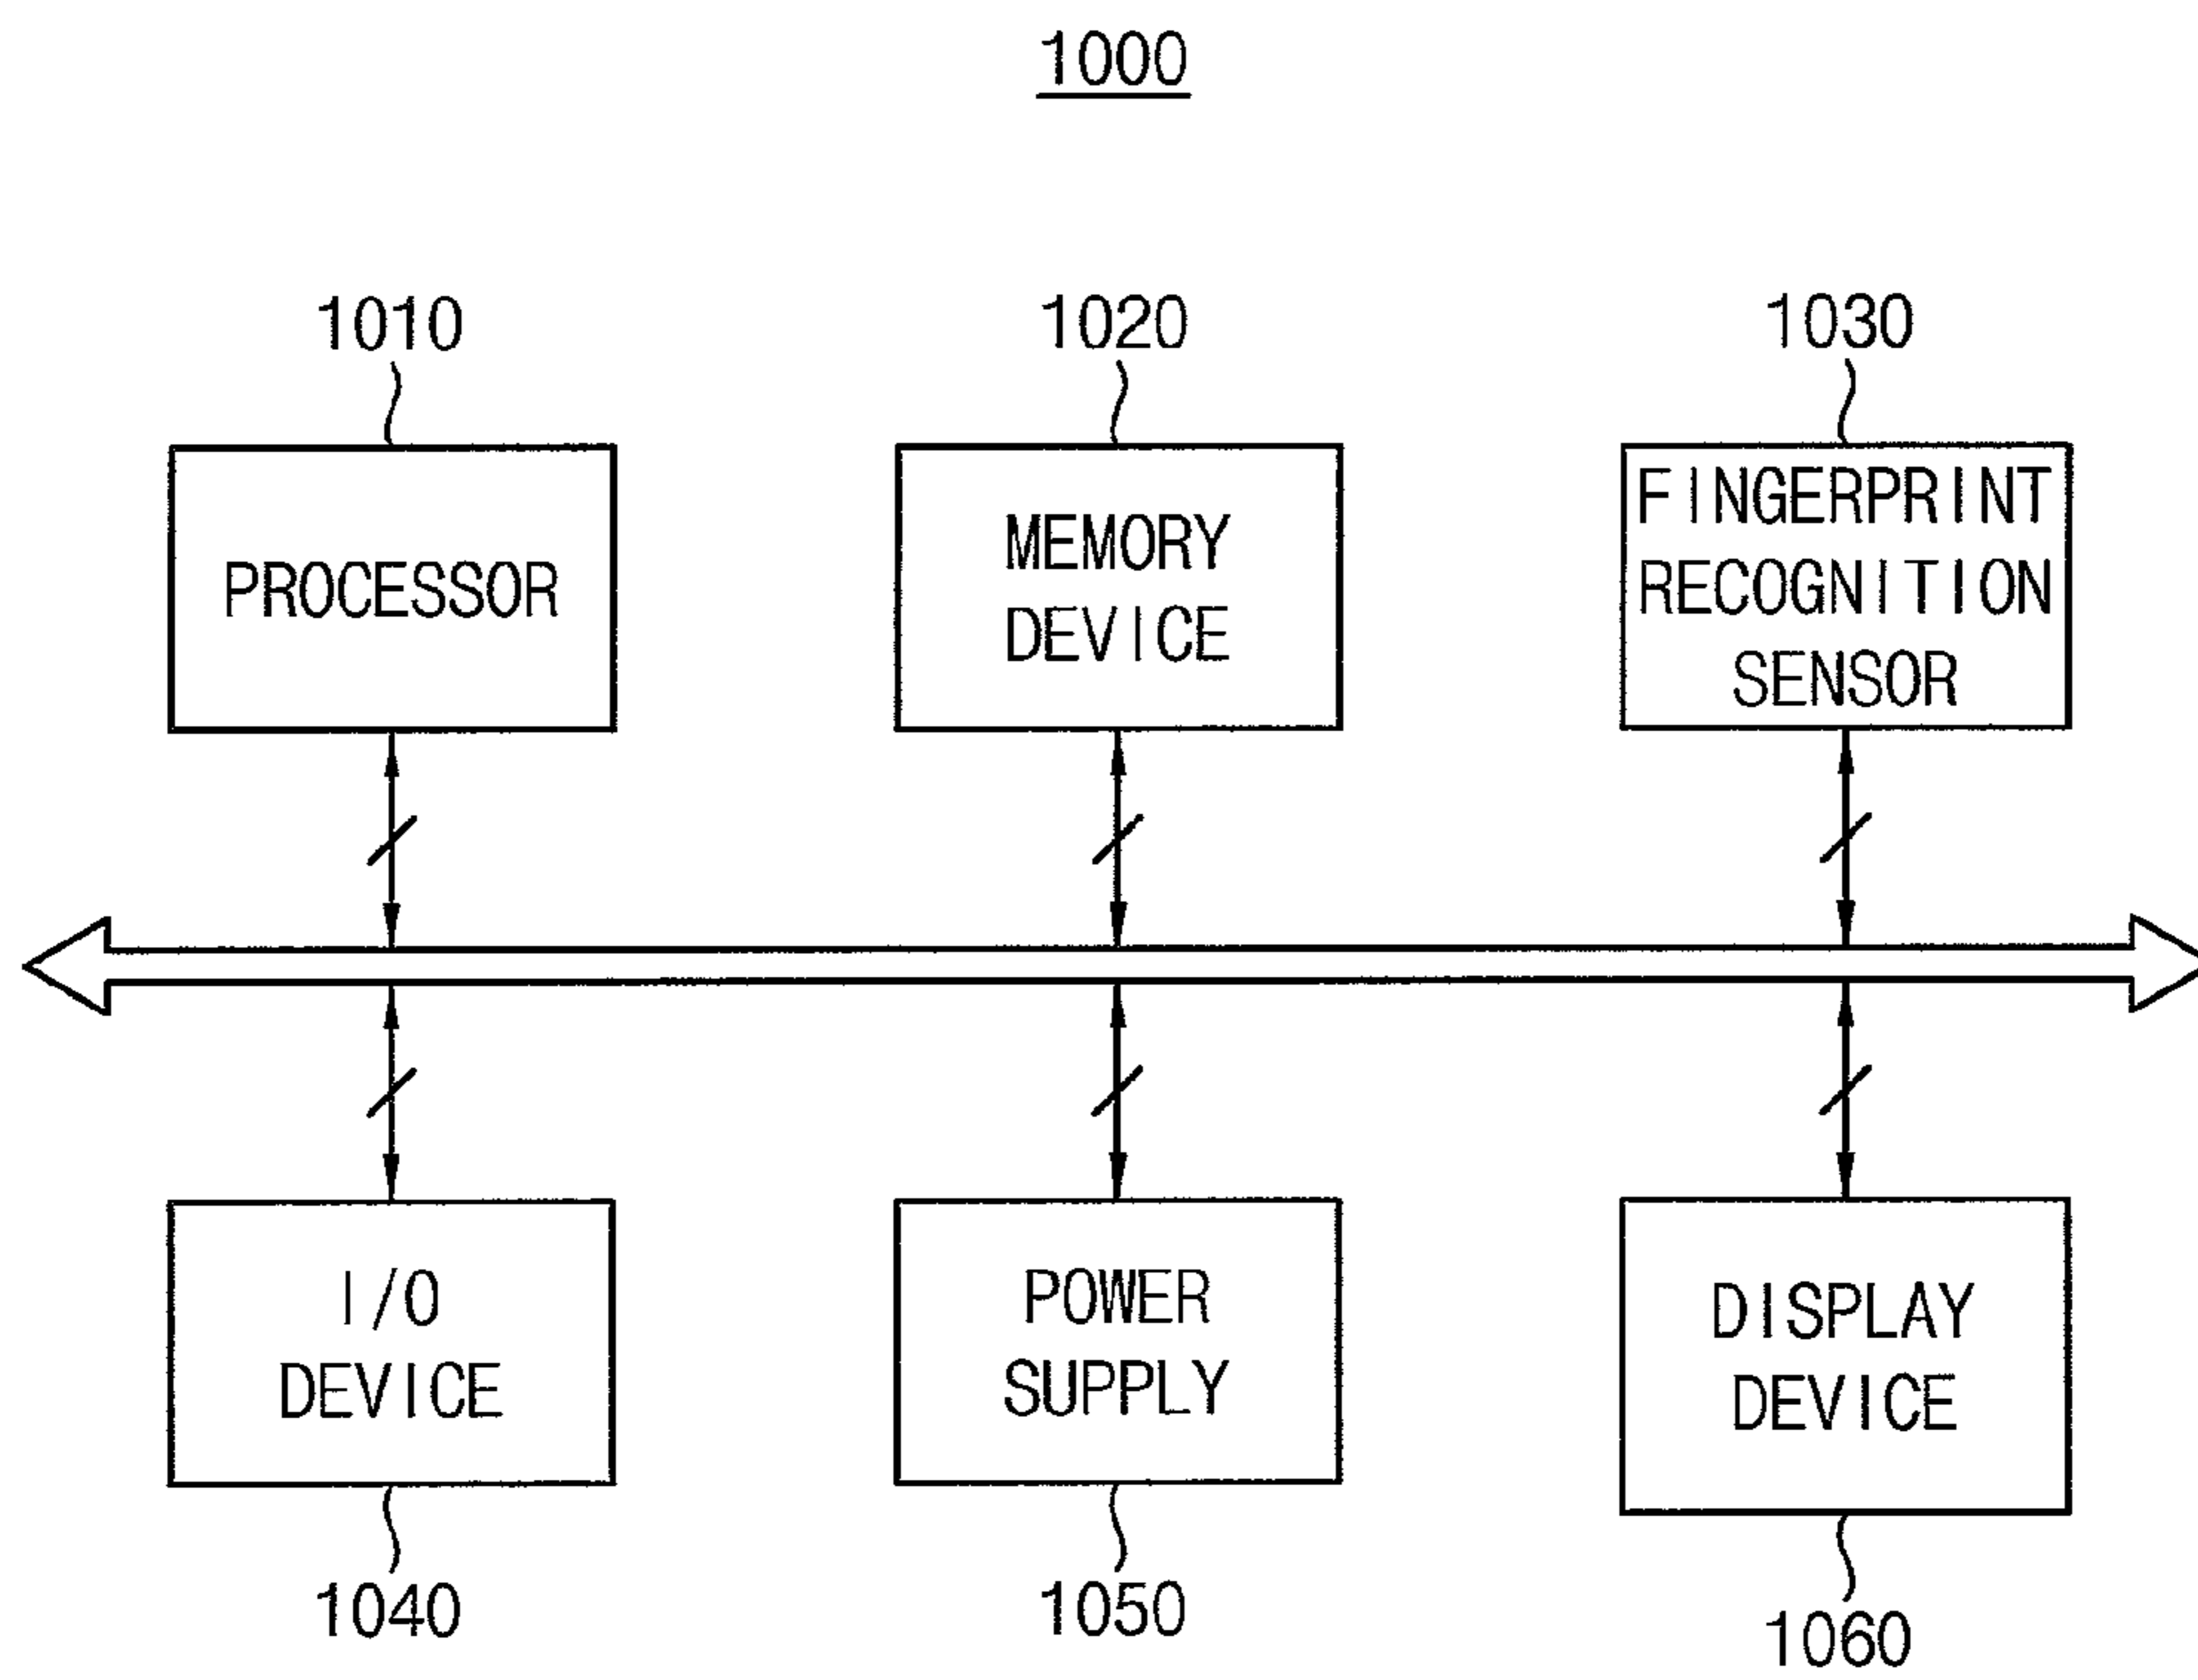 1000
1010
1020
1030
PROCESSOR
MEMORY
DEVICE
FINGERPRINT
RECOGNITION
SENSOR
I/O
DEVICE
POWER
SUPPLY
DISPLAY
DEVICE
1040
1050
1060